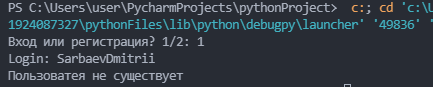 PS C:\Users\user\PycharmProjects\pythonProject>  c:; cd 'c:\U
1924087327\pythonFiles\lib\python\debugpy\launcher' '49836' '
Вход или регистрация? 1/2: 1
Login: SarbaevDmitrii
Пользоватея не существует